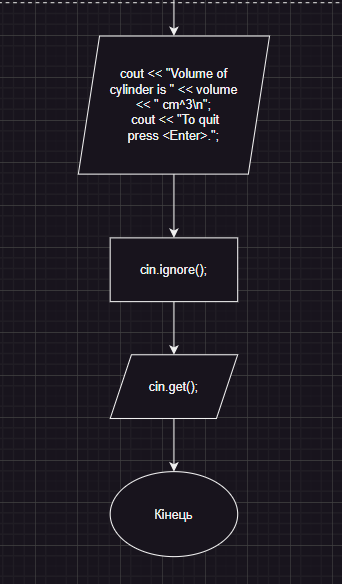 cout << "Volume of
cylinder is " << volume
<< " cm^3\n";
cout << "To quit
press <Enter>.";
cin.ignore();
cin.get();
Кінець